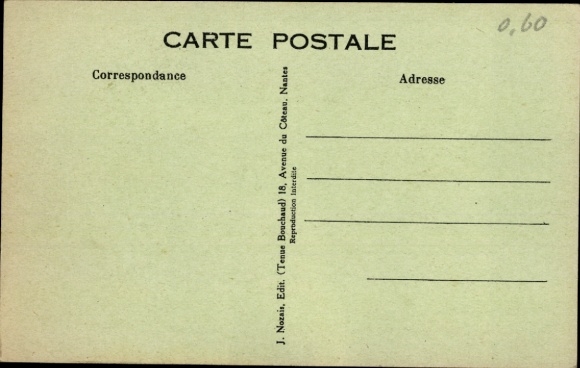 0,60
CARTE POSTALE
Correspondance
Adresse
J. Nozais, Edit. (Tenue Bouchaud) 18, Avenue du Côteau. Nantes
Reproduction Interdite